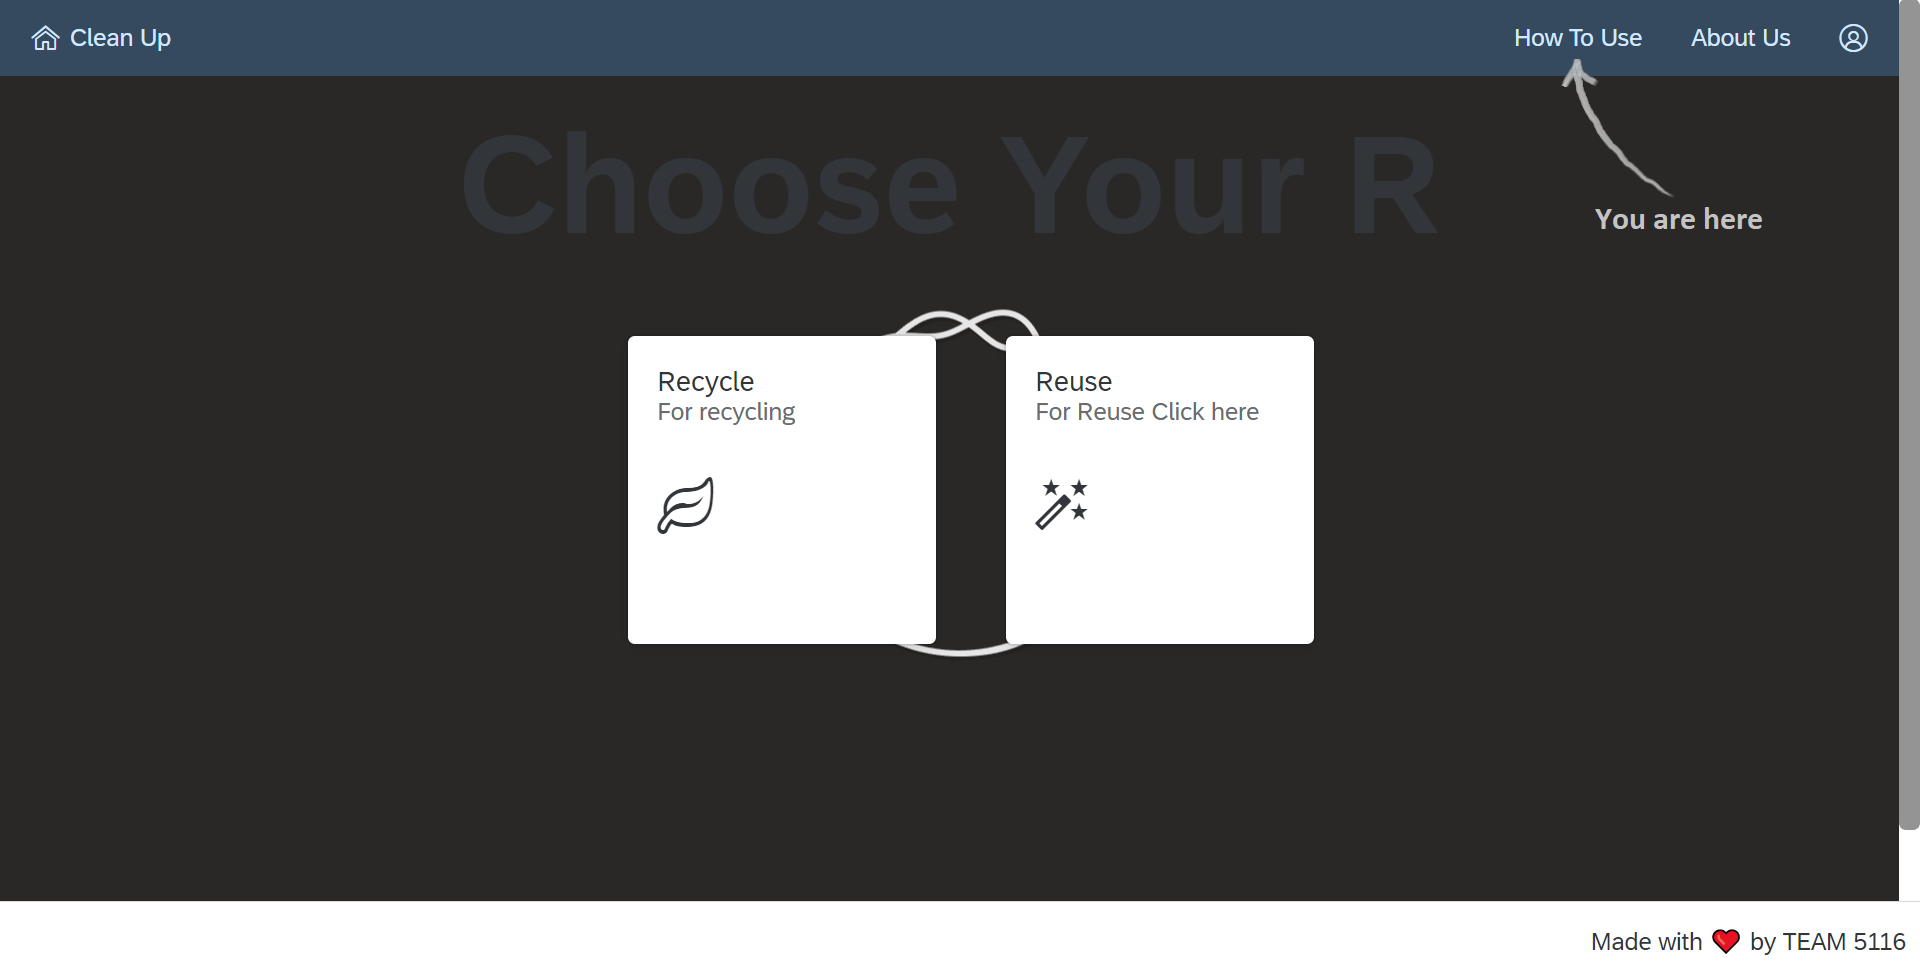 Clean Up
How To Use
About Us
Choose Your R
You are here
Recycle
For recycling
Reuse
For Reuse Click here
Made with ❤ by TEAM 5116